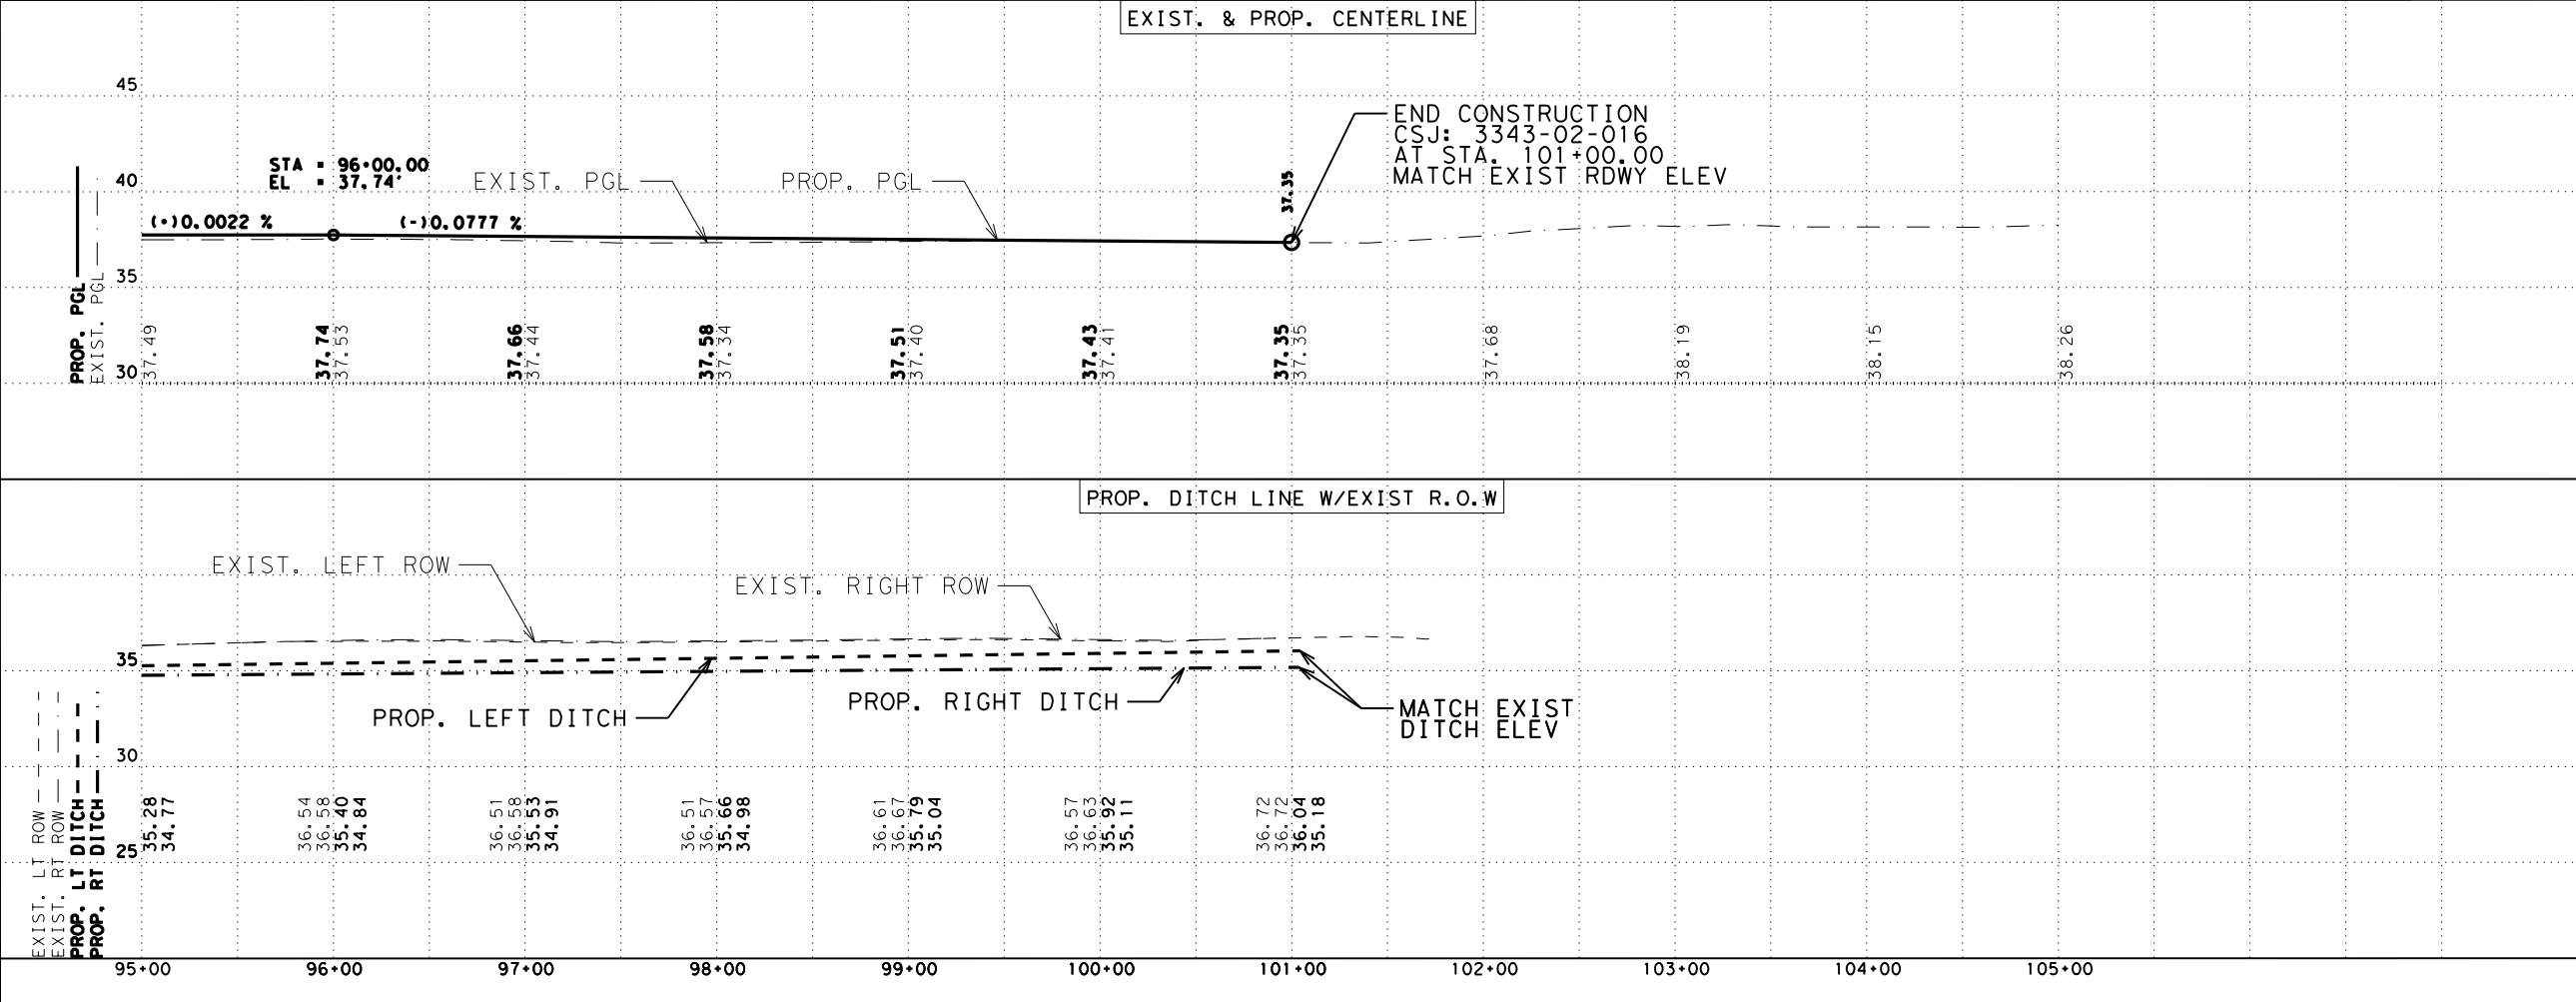 EXIST. & PROP. CENTERLINE
45
40
35
30
PROP. PGL
EXIST. PGL
STA = 96+00.00
EL = 37.74'
(+)0.0022 %
(-)0.0777 %
EXIST. PGL
PROP. PGL
37.35
END CONSTRUCTION
CSJ: 3343-02-016
AT STA. 101+00.00
MATCH EXIST RDWY ELEV
37.49
37.74
37.53
37.66
37.44
37.58
37.34
37.51
37.40
37.43
37.41
37.35
37.35
37.68
38.19
38.15
38.26
PROP. DITCH LINE W/EXIST R.O.W
EXIST. LEFT ROW
EXIST. RIGHT ROW
35
30
25
PROP. LEFT DITCH
PROP. RIGHT DITCH
MATCH EXIST
DITCH ELEV
EXIST. LT ROW
EXIST. RT ROW
PROP. LT DITCH
PROP. RT DITCH
35.28
34.77
36.54
36.58
35.40
34.84
36.51
36.58
35.53
34.91
36.51
36.57
35.66
34.98
36.61
36.67
35.79
35.04
36.57
36.63
35.92
35.11
36.72
36.72
36.04
35.18
95+00 96+00 97+00 98+00 99+00 100+00 101+00 102+00 103+00 104+00 105+00